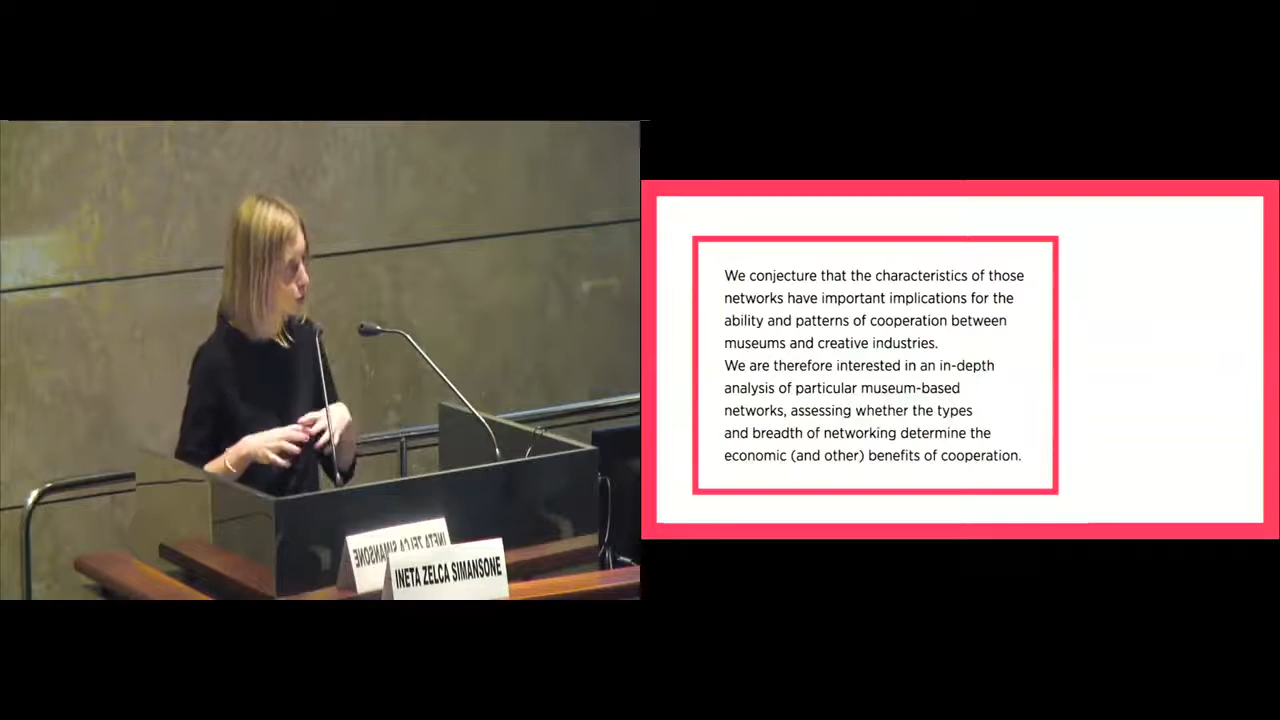 INETA ZELCA SIMANSONE
We conjecture that the characteristics of those
networks have important implications for the
ability and patterns of cooperation between
museums and creative industries.
We are therefore interested in an in-depth
analysis of particular museum-based
networks, assessing whether the types
and breadth of networking determine the
economic (and other) benefits of cooperation.